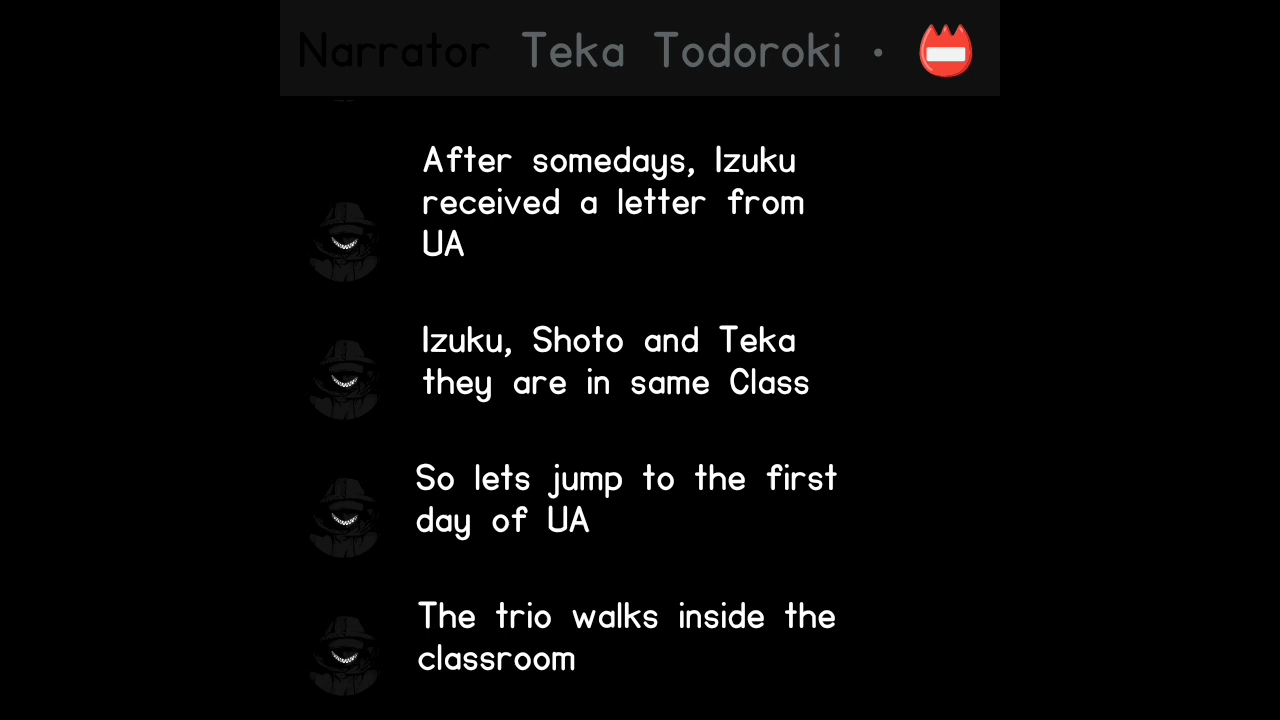 Narrator Teka Todoroki •
After somedays, Izuku
received a letter from
UA
Izuku, Shoto and Teka
they are in same Class
So lets jump to the first
day of UA
The trio walks inside the
classroom